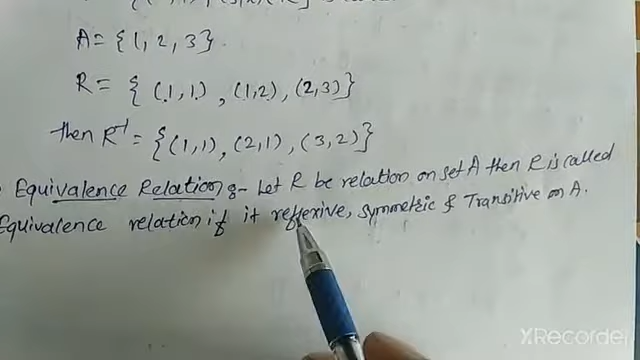 A = {1, 2, 3}.
R = { (1,1), (1,2), (2,3)}
then R⁻¹ = {(1,1), (2,1), (3,2)}
Equivalence Relation :- Let R be relation on set A then R is called
Equivalence relation if it reflexive, symmetric & Transitive on A.
XRecorder